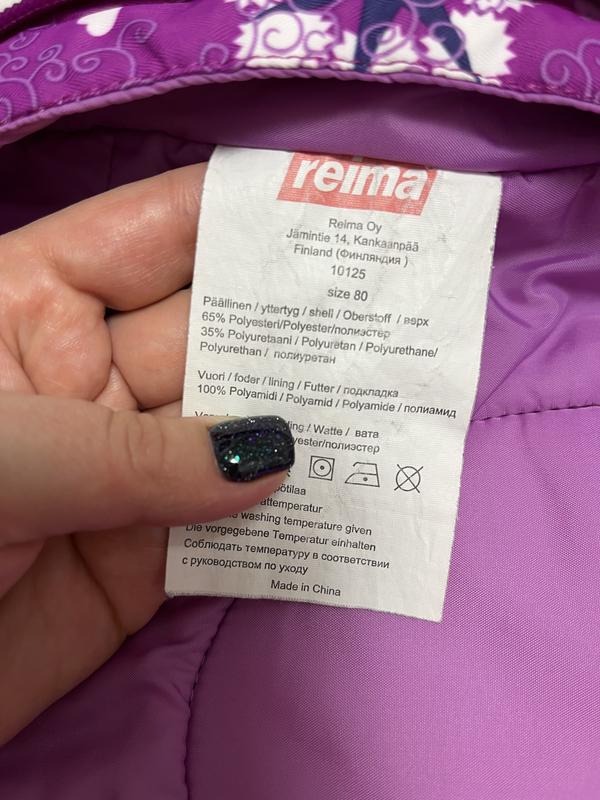 reima
Reima Oy
Jämintie 14, Kankaanpää
Finland (Финляндия )
10125
size 80
Päällinen / yttertyg / shell / Oberstoff / верх
65% Polyesteri/Polyester/полиэстер
35% Polyuretaani / Polyuretan / Polyurethane/
Polyurethan / полиуретан
Vuori / foder / lining / Futter / подкладка
100% Polyamidi / Polyamid / Polyamide / полиамид
/ Watte / вата
/полиэстер
washing temperature given
Die vorgegebene Temperatur einhalten
Соблюдать температуру в соответствии
с руководством по уходу
Made in China